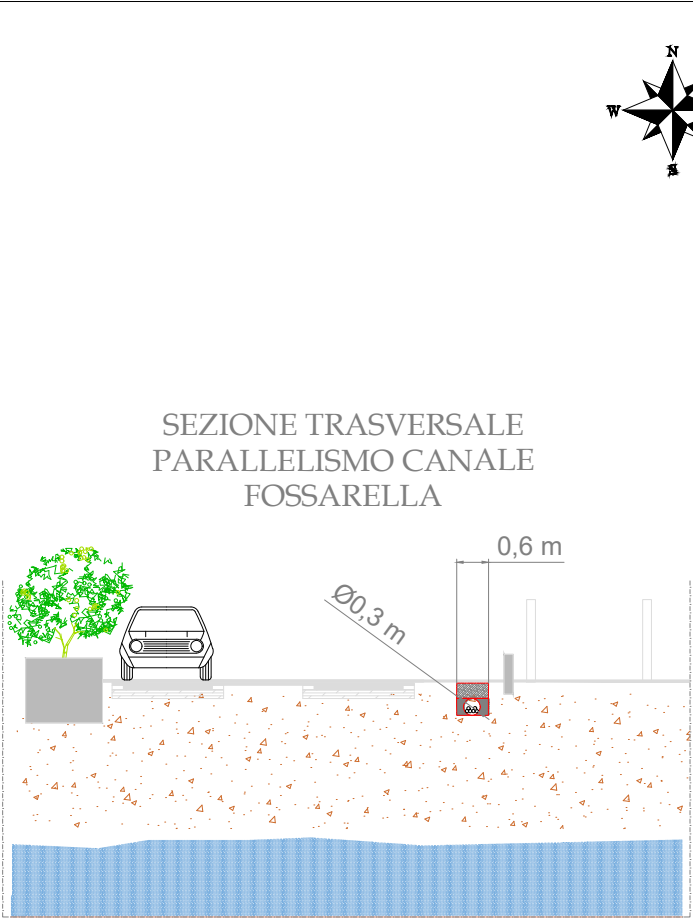 N
W
S
SEZIONE TRASVERSALE
PARALLELISMO CANALE
FOSSARELLA
0,6 m
Ø0,3 m